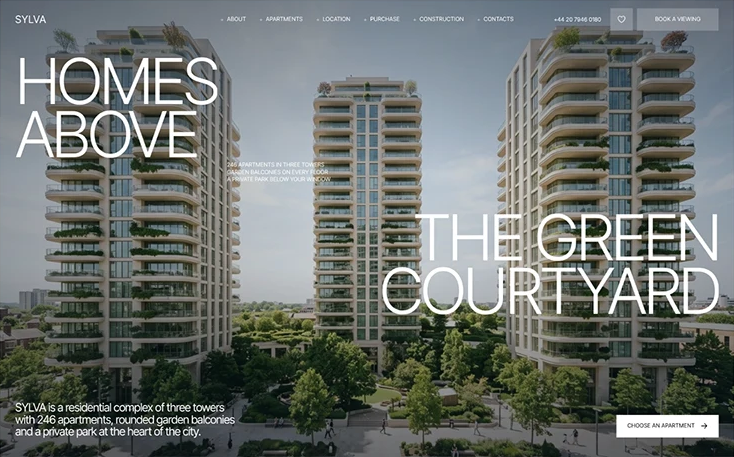 SYLVA
ABOUT
APARTMENTS
LOCATION
PURCHASE
CONSTRUCTION
CONTACTS
+44 20 7946 0180
BOOK A VIEWING
HOMES
ABOVE
246 APARTMENTS IN THREE TOWERS
GARDEN BALCONIES ON EVERY FLOOR
A PRIVATE PARK BELOW YOUR WINDOW
THE GREEN
COURTYARD
SYLVA is a residential complex of three towers
with 246 apartments, rounded garden balconies
and a private park at the heart of the city.
CHOOSE AN APARTMENT